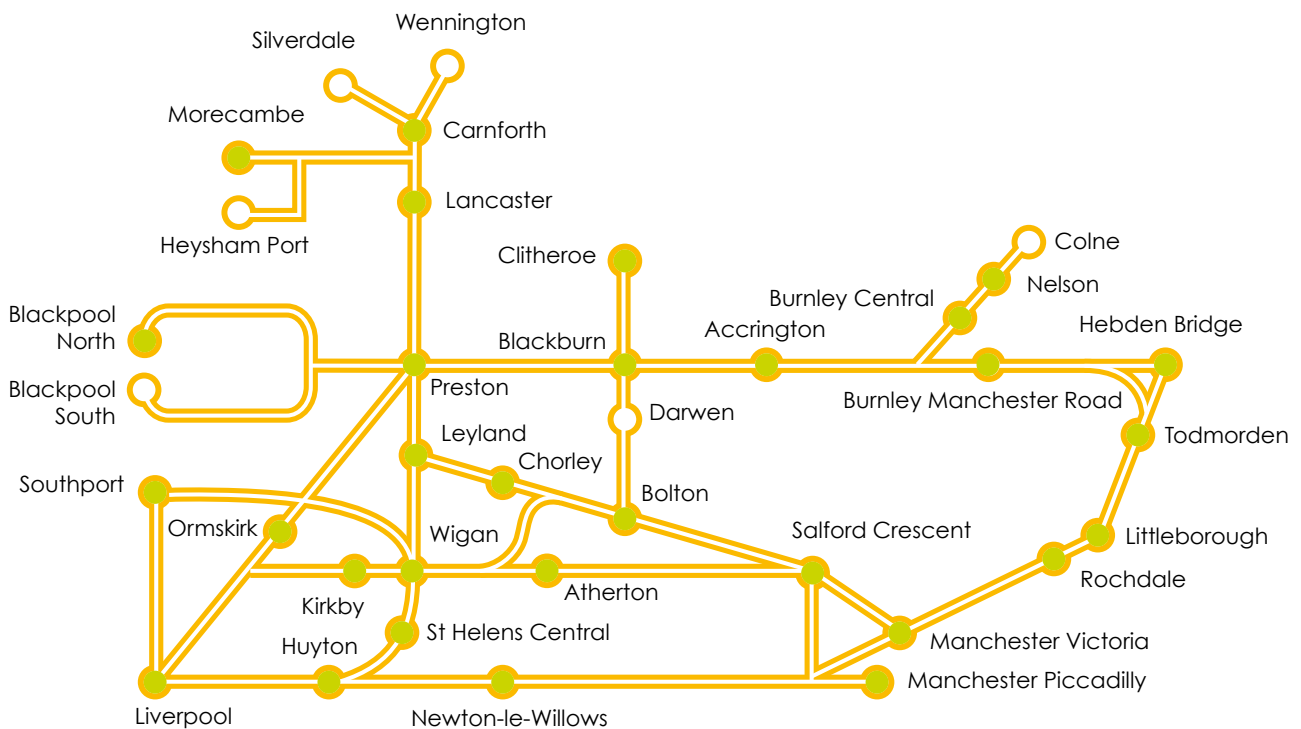 Wennington
Silverdale
Morecambe
Carnforth
Lancaster
Heysham Port
Clitheroe
Colne
Nelson
Burnley Central
Blackpool
North
Blackburn
Accrington
Hebden Bridge
Blackpool
South
Preston
Darwen
Burnley Manchester Road
Leyland
Todmorden
Chorley
Southport
Bolton
Ormskirk
Wigan
Salford Crescent
Littleborough
Rochdale
Kirkby
Atherton
Huyton
St Helens Central
Manchester Victoria
Manchester Piccadilly
Liverpool
Newton-le-Willows